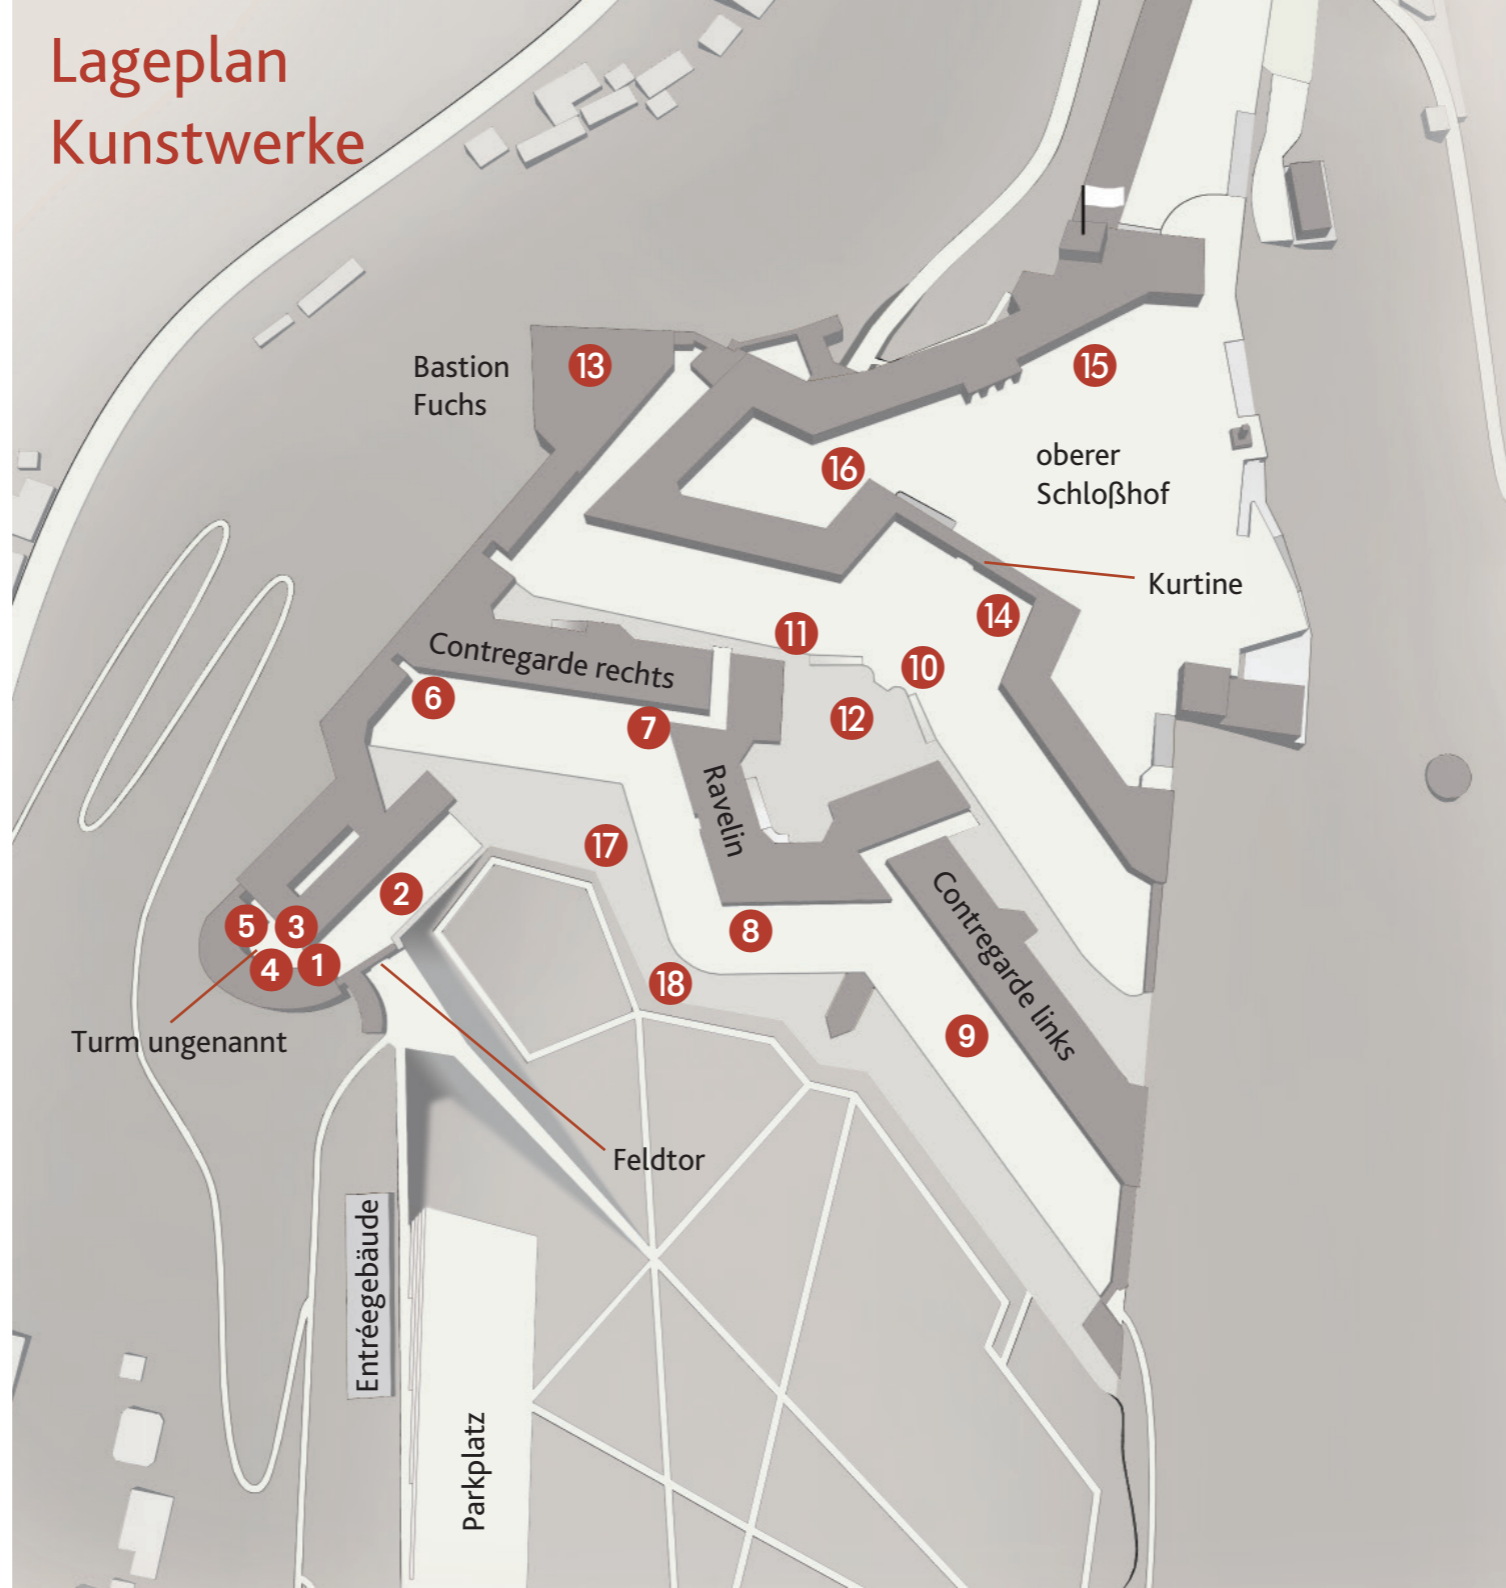 Lageplan
Kunstwerke
Bastion
Fuchs
13
15
16
oberer
Schloßhof
Kurtine
14
11
10
Contregarde rechts
6
7
12
Ravelin
17
2
5
3
4
1
8
18
Contregarde links
9
Turm ungenannt
Feldtor
Entréegebäude
Parkplatz